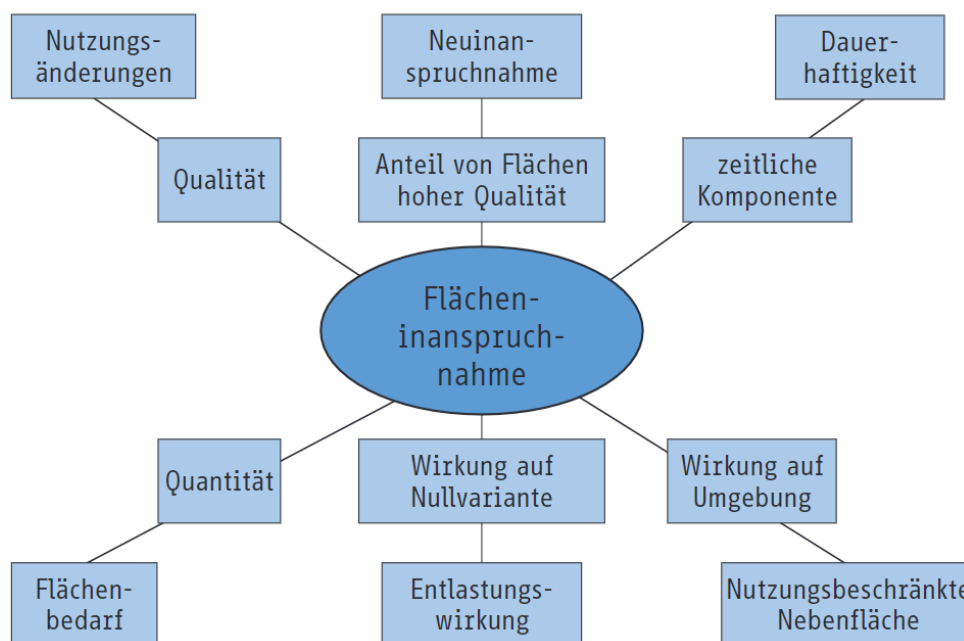 Nutzungs-
änderungen
Neuinan-
spruchnahme
Dauer-
haftigkeit
Qualität
Anteil von Flächen
hoher Qualität
zeitliche
Komponente
Flächen-
inanspruch-
nahme
Quantität
Wirkung auf
Nullvariante
Wirkung auf
Umgebung
Flächen-
bedarf
Entlastungs-
wirkung
Nutzungsbeschränkte
Nebenfläche